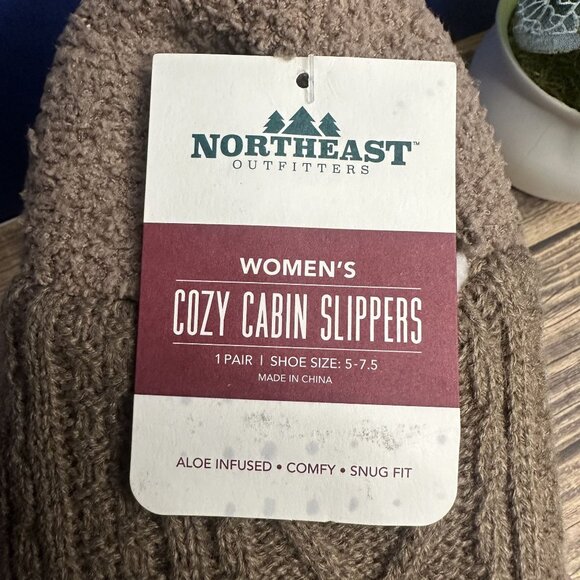 NORTHEAST™
OUTFITTERS
WOMEN'S
COZY CABIN SLIPPERS
1 PAIR | SHOE SIZE: 5-7.5
MADE IN CHINA
ALOE INFUSED • COMFY • SNUG FIT